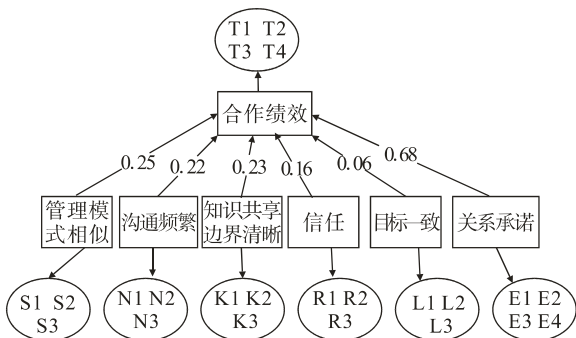 T1 T2
T3 T4
合作绩效
0.25
0.22
0.23
0.16
0.06
0.68
管理模
式相似
沟通频繁
知识共享
边界清晰
信任
目标一致
关系承诺
S1 S2
S3
N1 N2
N3
K1 K2
K3
R1 R2
R3
L1 L2
L3
E1 E2
E3 E4